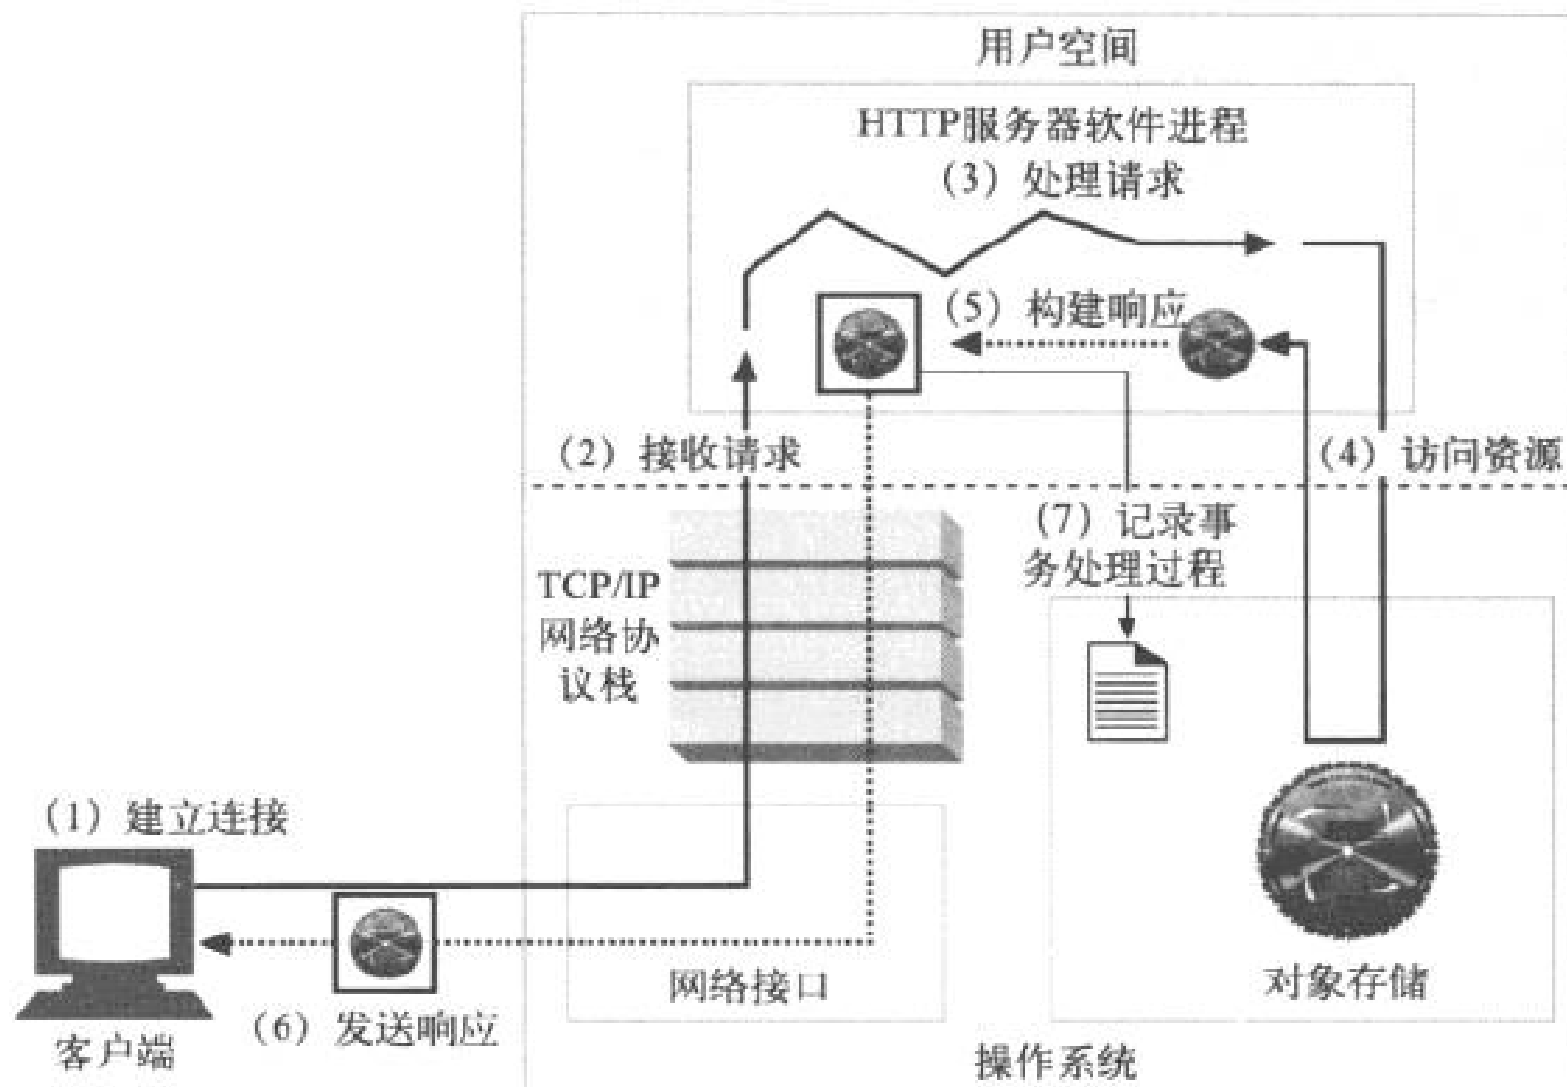 用户空间
HTTP服务器软件进程
（3）处理请求
（5）构建响应
（2）接收请求
（4）访问资源
（7）记录事
务处理过程
TCP/IP
网络协
议栈
（1）建立连接
网络接口
对象存储
（6）发送响应
客户端
操作系统